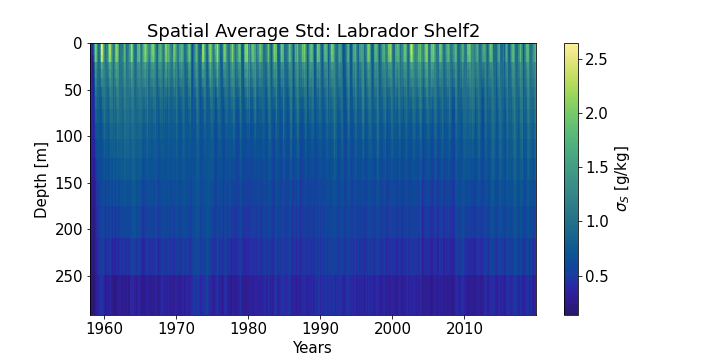 Spatial Average Std: Labrador Shelf2
0
50
100
150
200
250
Depth [m]
1960 1970 1980 1990 2000 2010
Years
2.5
2.0
1.5
1.0
0.5
σS [g/kg]